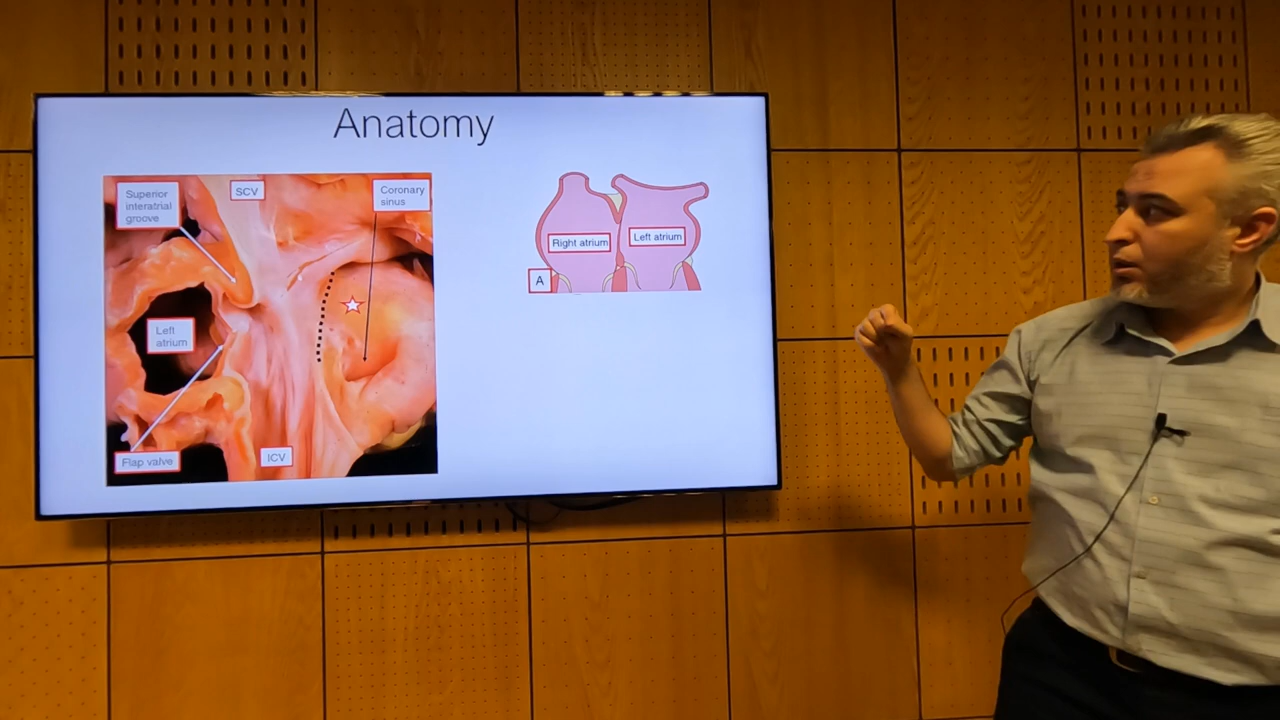 Anatomy
Superior
interatrial
groove
SCV
Coronary
sinus
Left
atrium
Flap valve
ICV
Right atrium
Left atrium
A